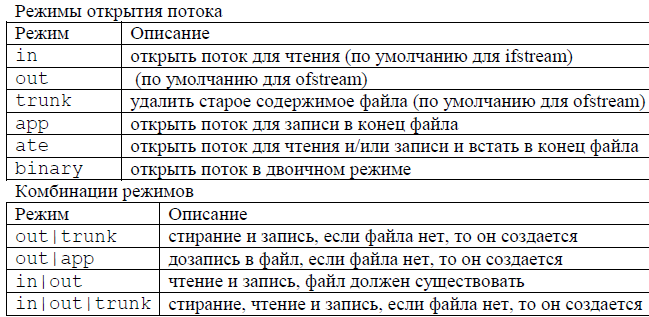 Режимы открытия потока
Режим Описание
in открыть поток для чтения (по умолчанию для ifstream)
out (по умолчанию для ofstream)
trunk удалить старое содержимое файла (по умолчанию для ofstream)
app открыть поток для записи в конец файла
ate открыть поток для чтения и/или записи и встать в конец файла
binary открыть поток в двоичном режиме
Комбинации режимов
Режим Описание
out|trunk стирание и запись, если файла нет, то он создается
out|app дозапись в файл, если файла нет, то он создается
in|out чтение и запись, файл должен существовать
in|out|trunk стирание, чтение и запись, если файла нет, то он создается